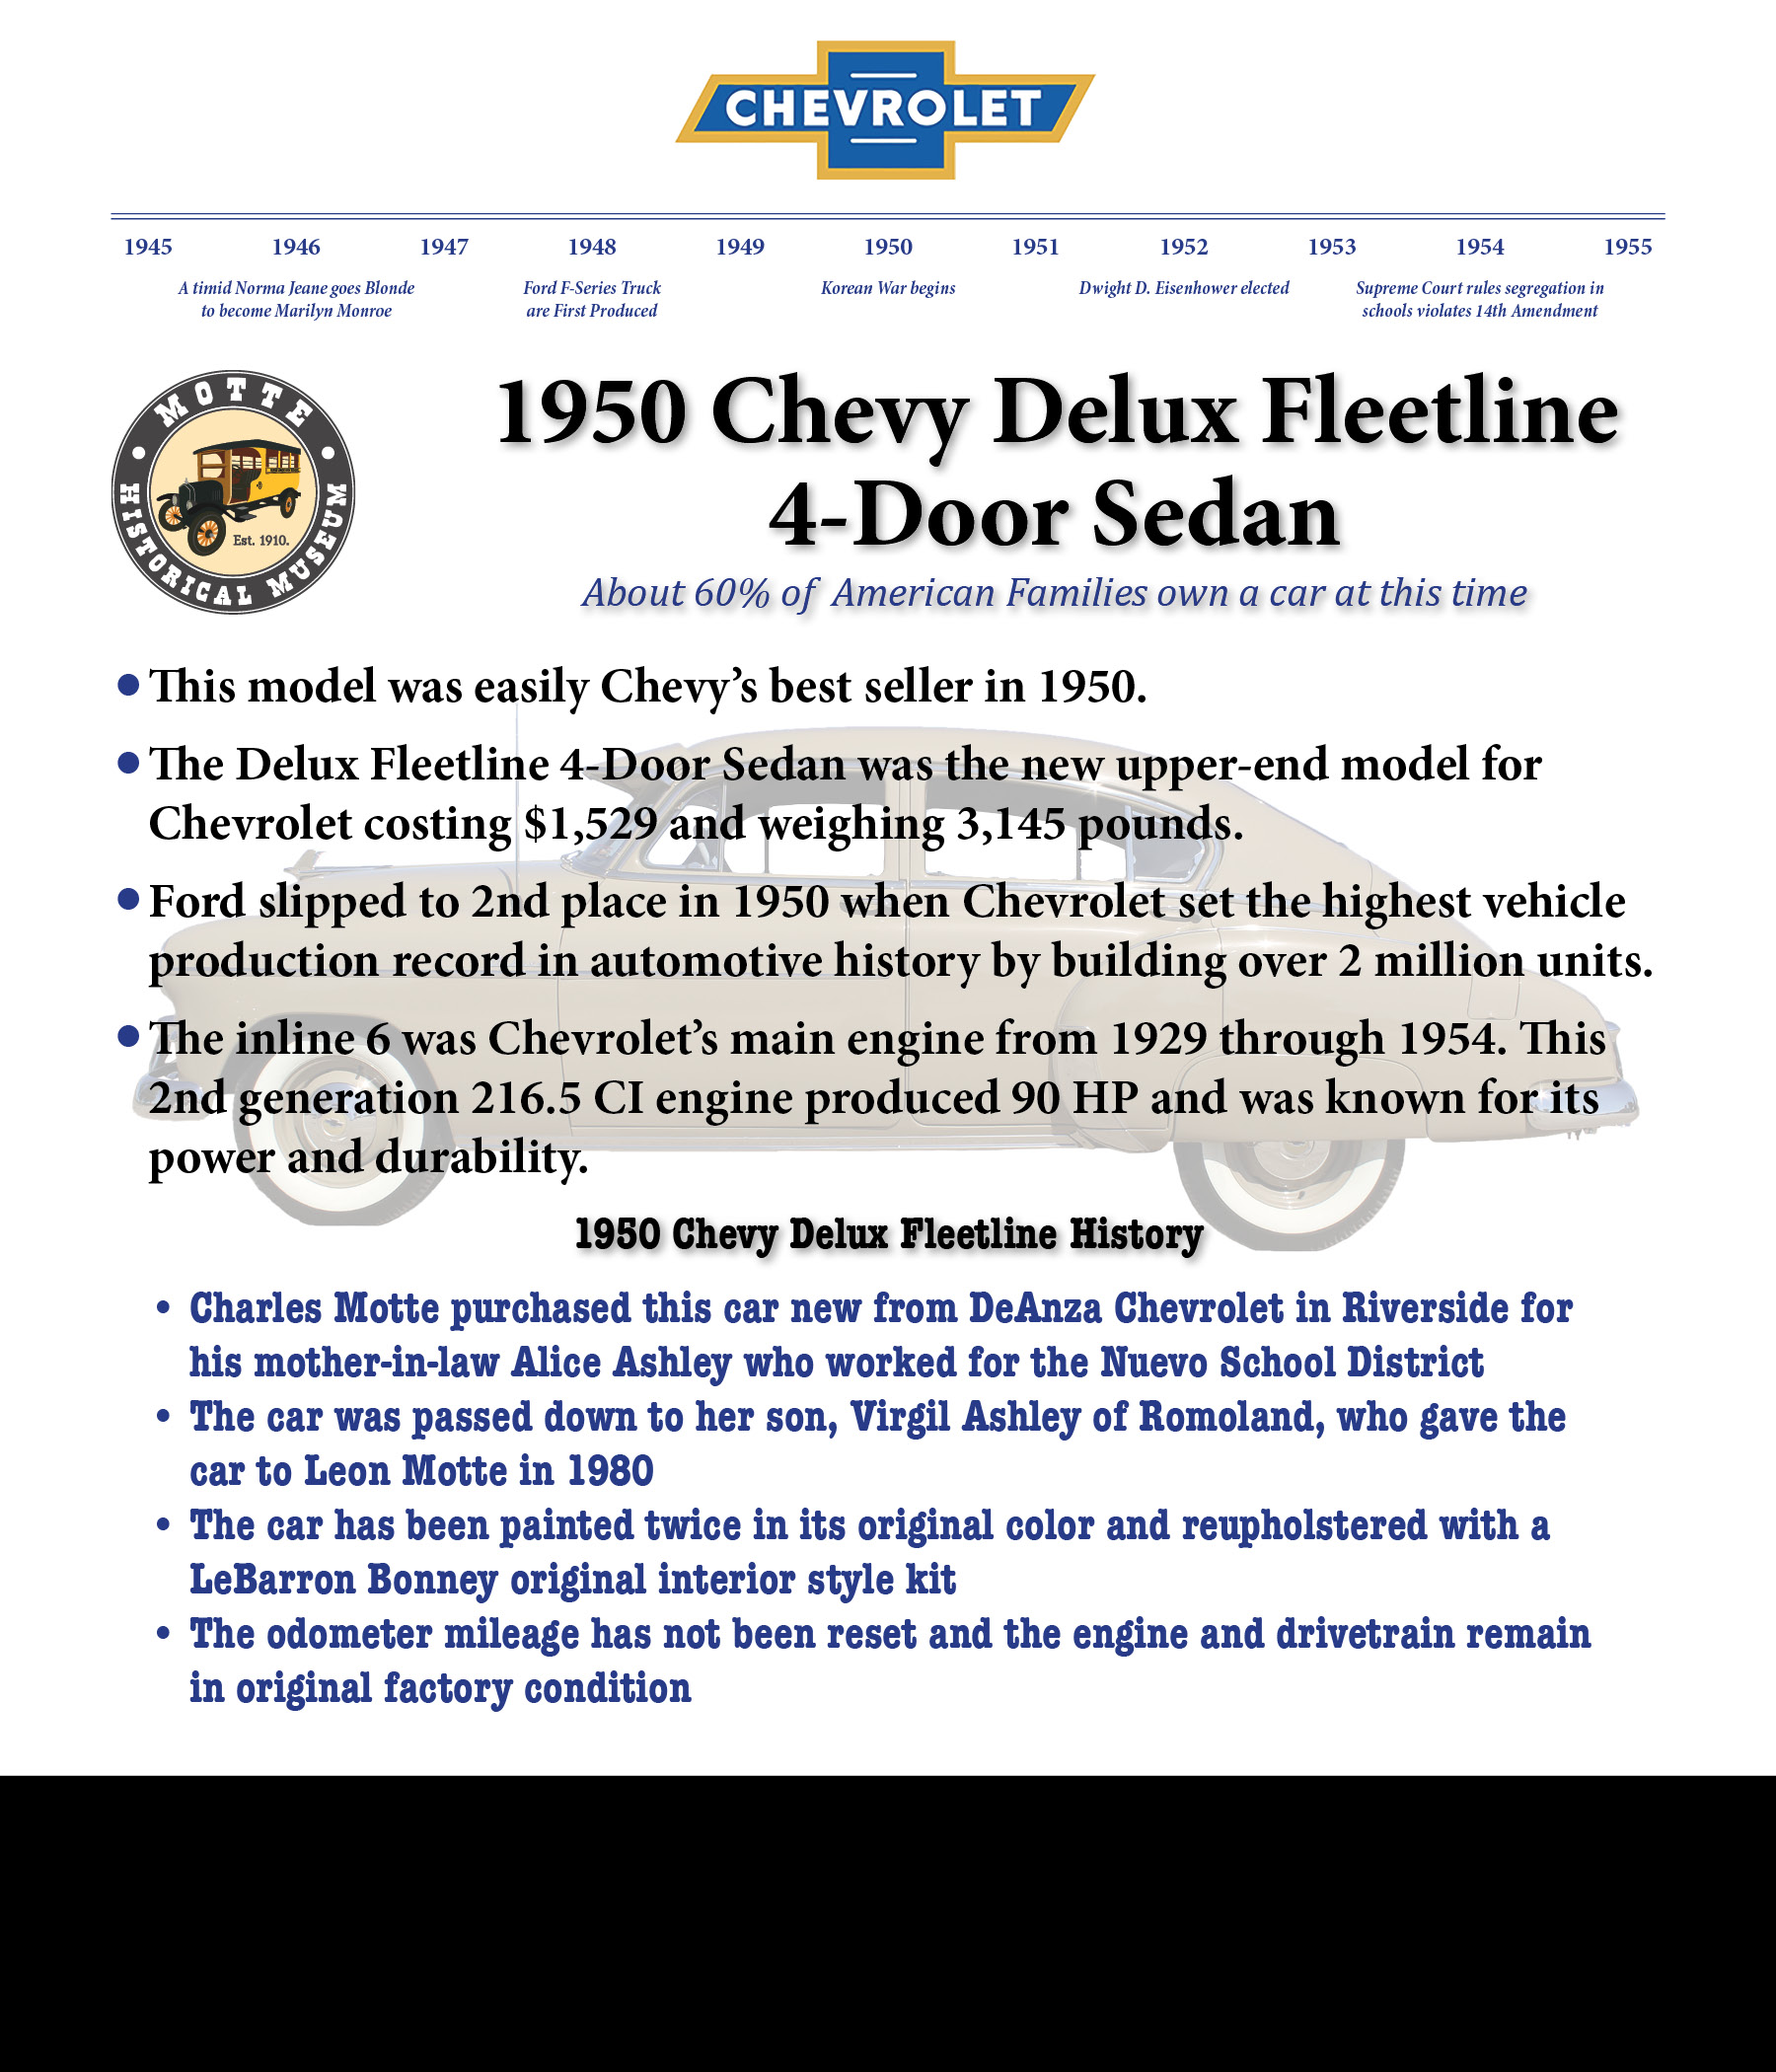 CHEVROLET
1945 1946 1947 1948 1949 1950 1951 1952 1953 1954 1955
A timid Norma Jeane goes Blonde
to become Marilyn Monroe
Ford F-Series Truck
are First Produced
Korean War begins
Dwight D. Eisenhower elected
Supreme Court rules segregation in
schools violates 14th Amendment
MOTTE
Est. 1910.
HISTORICAL MUSEUM
1950 Chevy Delux Fleetline
4-Door Sedan
About 60% of American Families own a car at this time
• This model was easily Chevy’s best seller in 1950.
• The Delux Fleetline 4-Door Sedan was the new upper-end model for
Chevrolet costing $1,529 and weighing 3,145 pounds.
• Ford slipped to 2nd place in 1950 when Chevrolet set the highest vehicle
production record in automotive history by building over 2 million units.
• The inline 6 was Chevrolet’s main engine from 1929 through 1954. This
2nd generation 216.5 CI engine produced 90 HP and was known for its
power and durability.
1950 Chevy Delux Fleetline History
• Charles Motte purchased this car new from DeAnza Chevrolet in Riverside for
his mother-in-law Alice Ashley who worked for the Nuevo School District
• The car was passed down to her son, Virgil Ashley of Romoland, who gave the
car to Leon Motte in 1980
• The car has been painted twice in its original color and reupholstered with a
LeBarron Bonney original interior style kit
• The odometer mileage has not been reset and the engine and drivetrain remain
in original factory condition